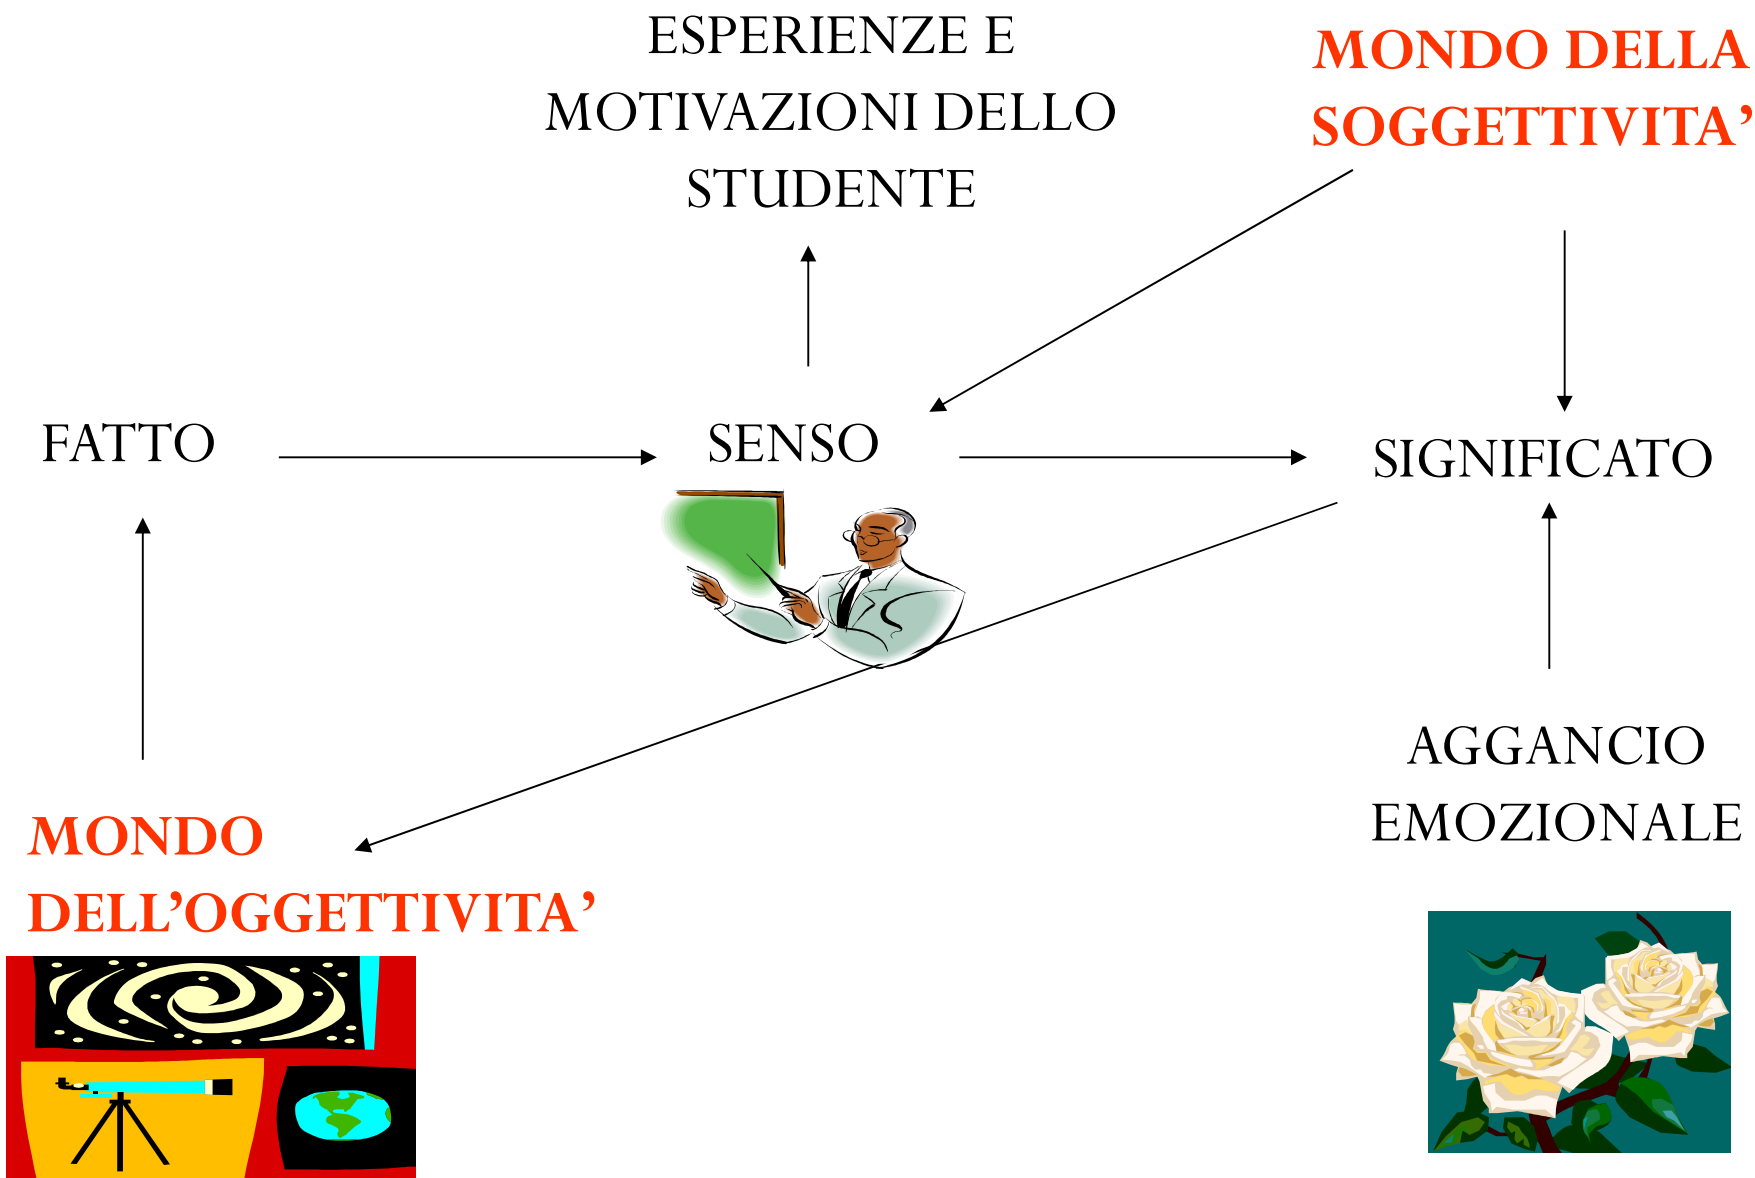 ESPERIENZE E
MOTIVAZIONI DELLO
STUDENTE
MONDO DELLA
SOGGETTIVITA’
FATTO
SENSO
SIGNIFICATO
AGGANCIO
EMOZIONALE
MONDO
DELL’OGGETTIVITA’